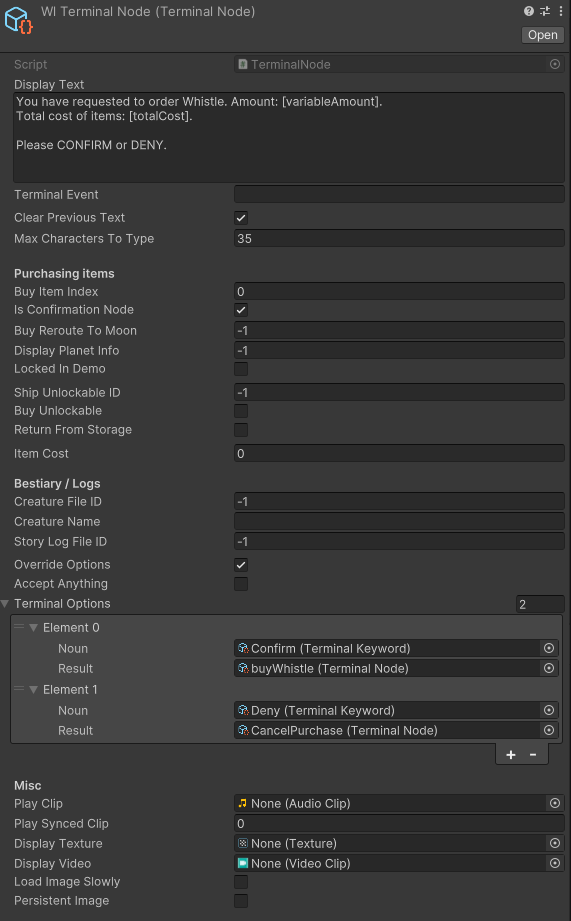 WI Terminal Node (Terminal Node)
Open
Script TerminalNode
Display Text
You have requested to order Whistle. Amount: [variableAmount].
Total cost of items: [totalCost].
Please CONFIRM or DENY.
Terminal Event
Clear Previous Text
Max Characters To Type 35
Purchasing items
Buy Item Index 0
Is Confirmation Node
Buy Reroute To Moon -1
Display Planet Info -1
Locked In Demo
Ship Unlockable ID -1
Buy Unlockable
Return From Storage
Item Cost 0
Bestiary / Logs
Creature File ID -1
Creature Name
Story Log File ID -1
Override Options
Accept Anything
Terminal Options 2
Element 0
Noun Confirm (Terminal Keyword)
Result buyWhistle (Terminal Node)
Element 1
Noun Deny (Terminal Keyword)
Result CancelPurchase (Terminal Node)
+ -
Misc
Play Clip None (Audio Clip)
Play Synced Clip 0
Display Texture None (Texture)
Display Video None (Video Clip)
Load Image Slowly
Persistent Image